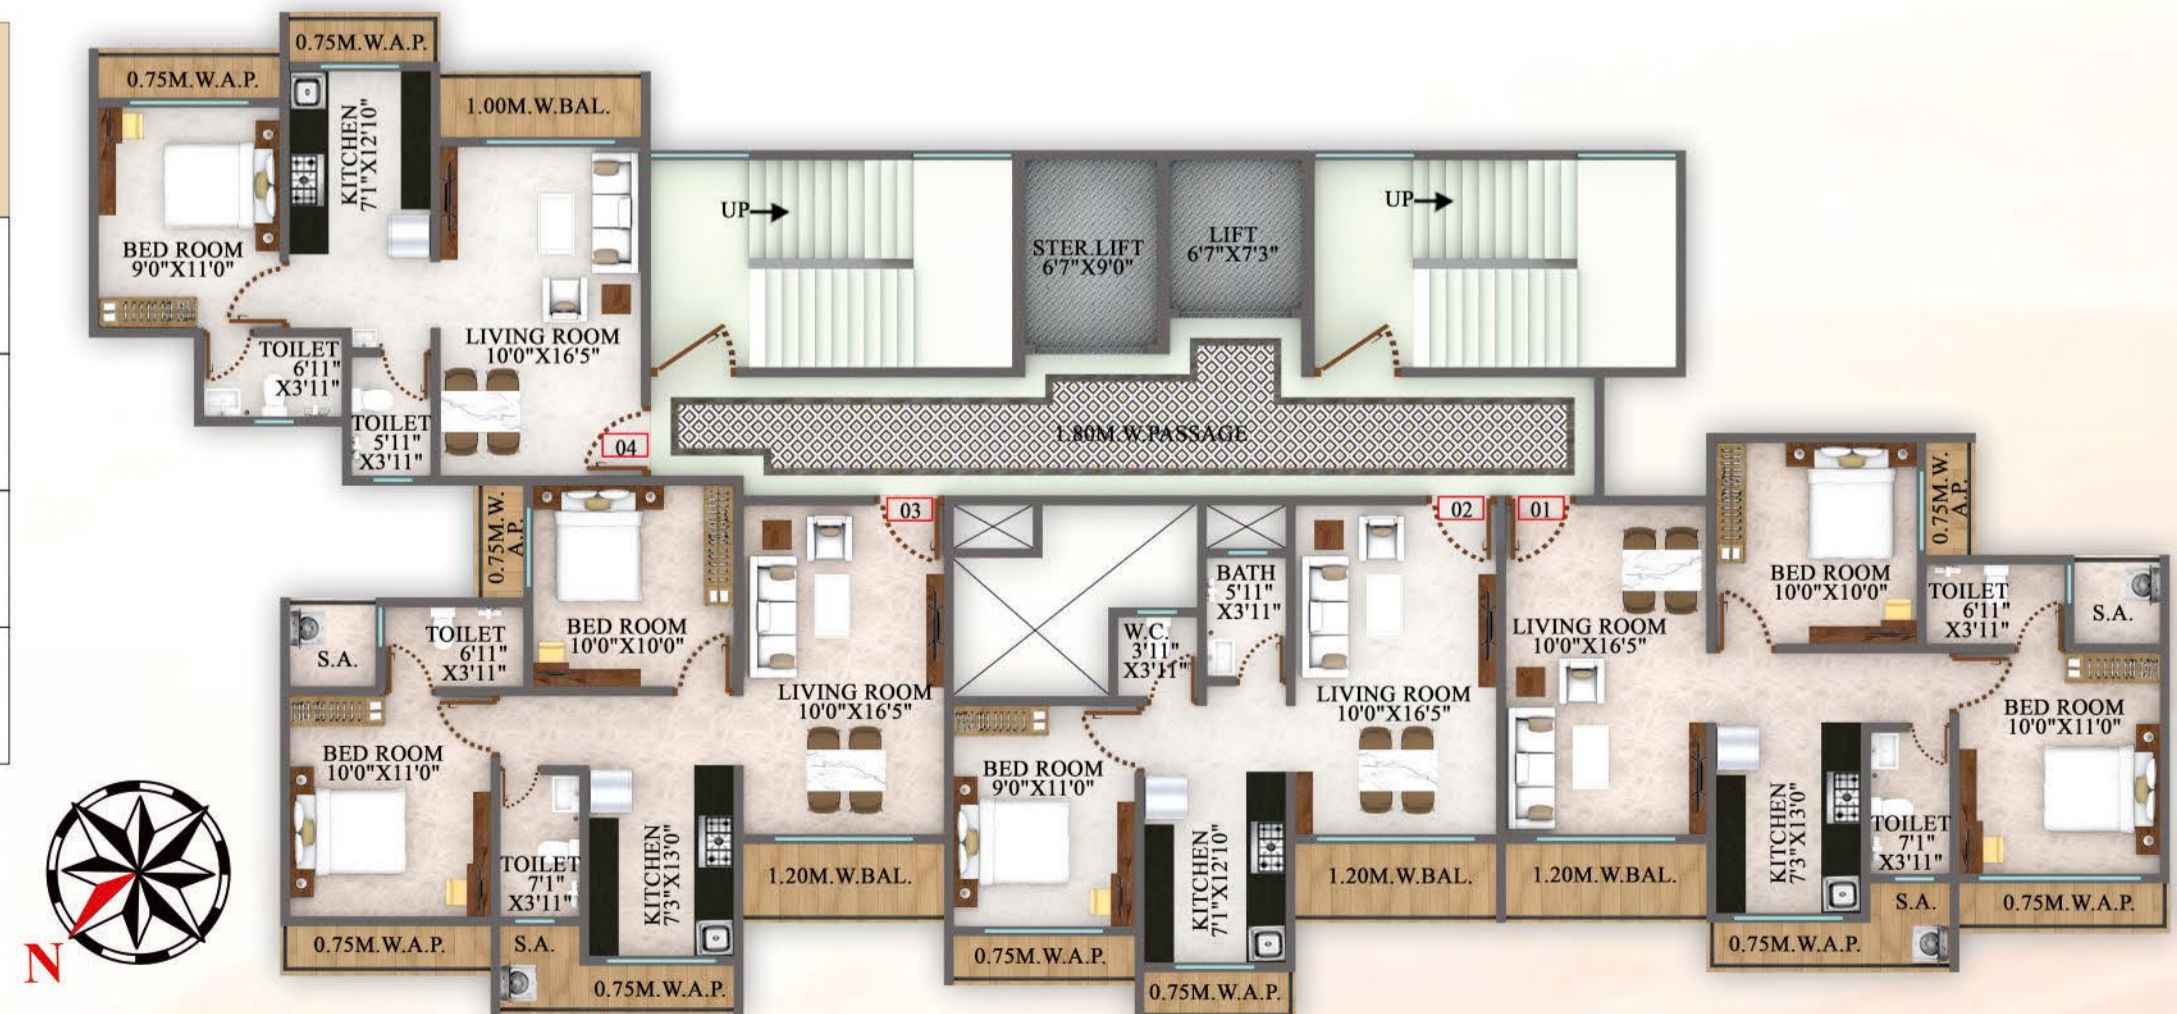 0.75M.W.A.P.
0.75M.W.A.P.
1.00M.W.BAL.
KITCHEN
7'1"X12'10"
BED ROOM
9'0"X11'0"
LIVING ROOM
10'0"X16'5"
TOILET
6'11"
X3'11"
TOILET
5'11"
X3'11"
04
UP
STER.LIFT
6'7"X9'0"
LIFT
6'7"X7'3"
UP
1.80M.W.PASSAGE
0.75M.W.
A.P.
BED ROOM
10'0"X10'0"
03
LIVING ROOM
10'0"X16'5"
S.A.
TOILET
6'11"
X3'11"
BED ROOM
10'0"X11'0"
TOILET
7'1"
X3'11"
KITCHEN
7'3"X13'0"
1.20M.W.BAL.
0.75M.W.A.P.
S.A.
0.75M.W.A.P.
02
BATH
5'11"
X3'11"
W.C.
3'11"
X3'11"
LIVING ROOM
10'0"X16'5"
BED ROOM
9'0"X11'0"
KITCHEN
7'1"X12'10"
1.20M.W.BAL.
0.75M.W.A.P.
0.75M.W.A.P.
01
LIVING ROOM
10'0"X16'5"
BED ROOM
10'0"X10'0"
0.75M.W.
A.P.
TOILET
6'11"
X3'11"
S.A.
BED ROOM
10'0"X11'0"
KITCHEN
7'3"X13'0"
TOILET
7'1"
X3'11"
1.20M.W.BAL.
S.A.
0.75M.W.A.P.
0.75M.W.A.P.
N